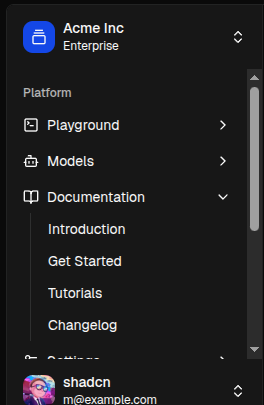 Acme Inc
Enterprise
Platform
Playground
Models
Documentation
Introduction
Get Started
Tutorials
Changelog
Settings
shadcn
m@example.com